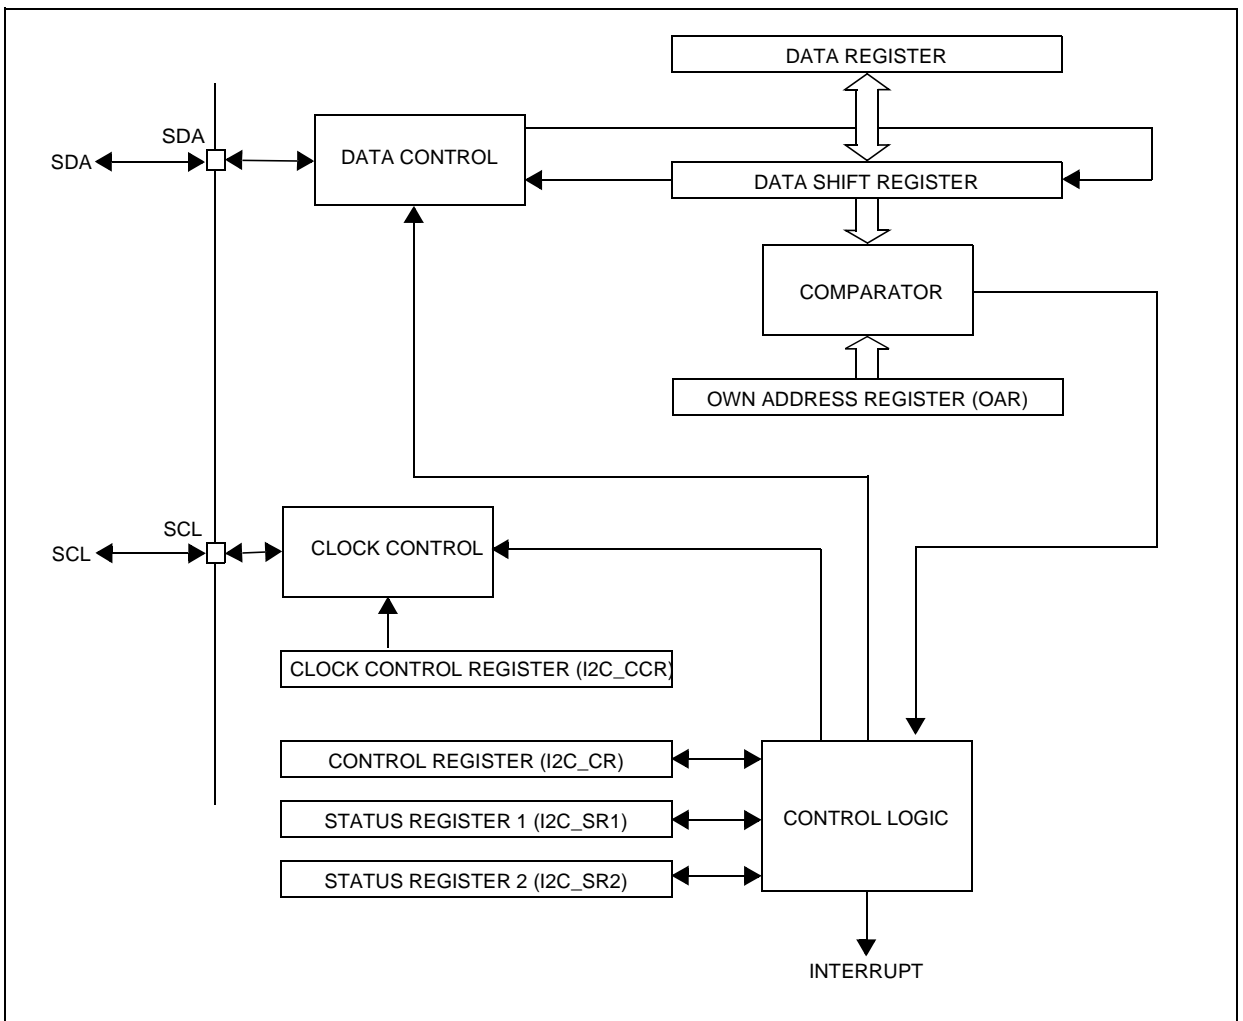 DATA REGISTER
SDA
SDA
DATA CONTROL
DATA SHIFT REGISTER
COMPARATOR
OWN ADDRESS REGISTER (OAR)
SCL
SCL
CLOCK CONTROL
CLOCK CONTROL REGISTER (I2C_CCR)
CONTROL REGISTER (I2C_CR)
STATUS REGISTER 1 (I2C_SR1)
CONTROL LOGIC
STATUS REGISTER 2 (I2C_SR2)
INTERRUPT